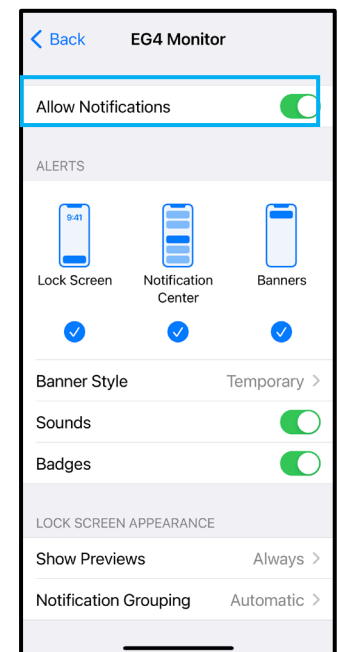 Back EG4 Monitor
Allow Notifications
ALERTS
9:41
Lock Screen Notification Center Banners
Banner Style Temporary
Sounds
Badges
LOCK SCREEN APPEARANCE
Show Previews Always
Notification Grouping Automatic